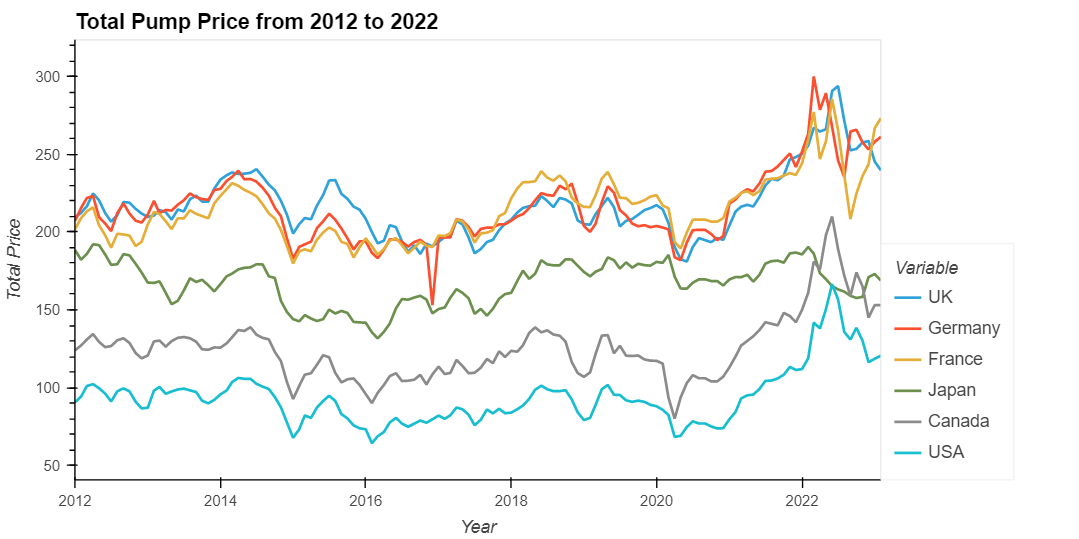 Total Pump Price from 2012 to 2022
Total Price
300
250
200
150
100
50
2012 2014 2016 2018 2020 2022
Year
Variable
UK
Germany
France
Japan
Canada
USA